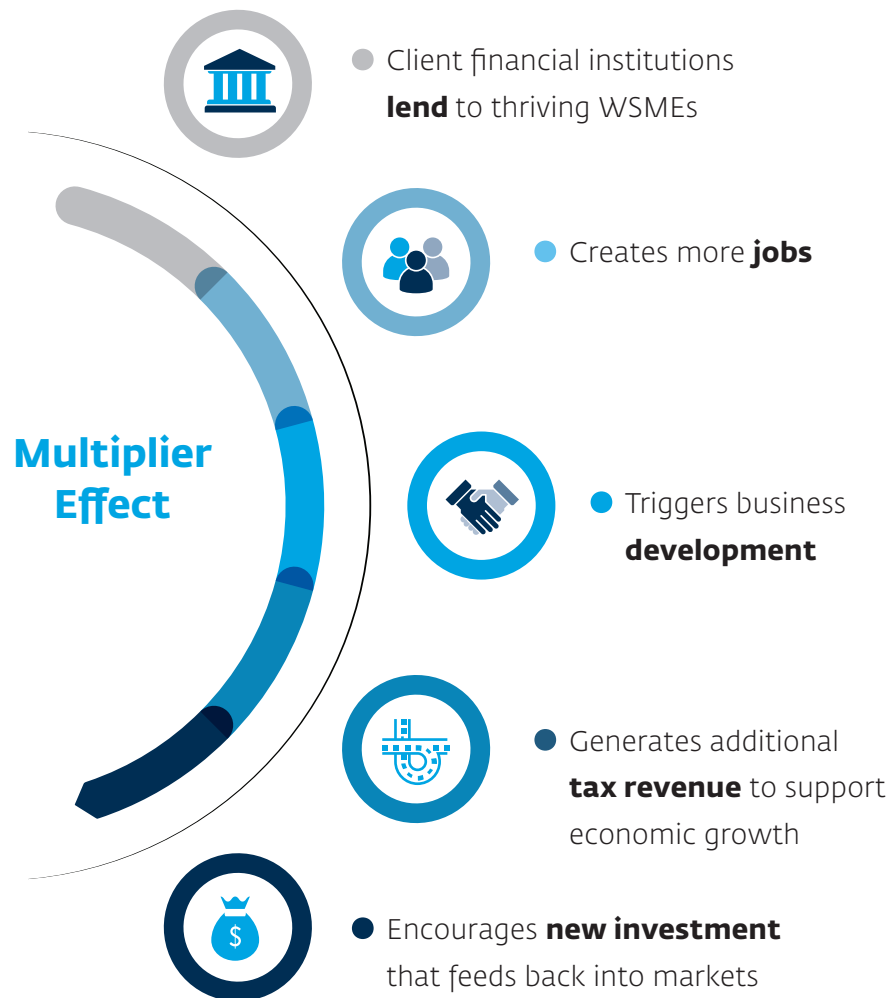 Client financial institutions
lend to thriving WSMEs
Creates more jobs
Multiplier
Effect
Triggers business
development
Generates additional
tax revenue to support
economic growth
$
Encourages new investment
that feeds back into markets